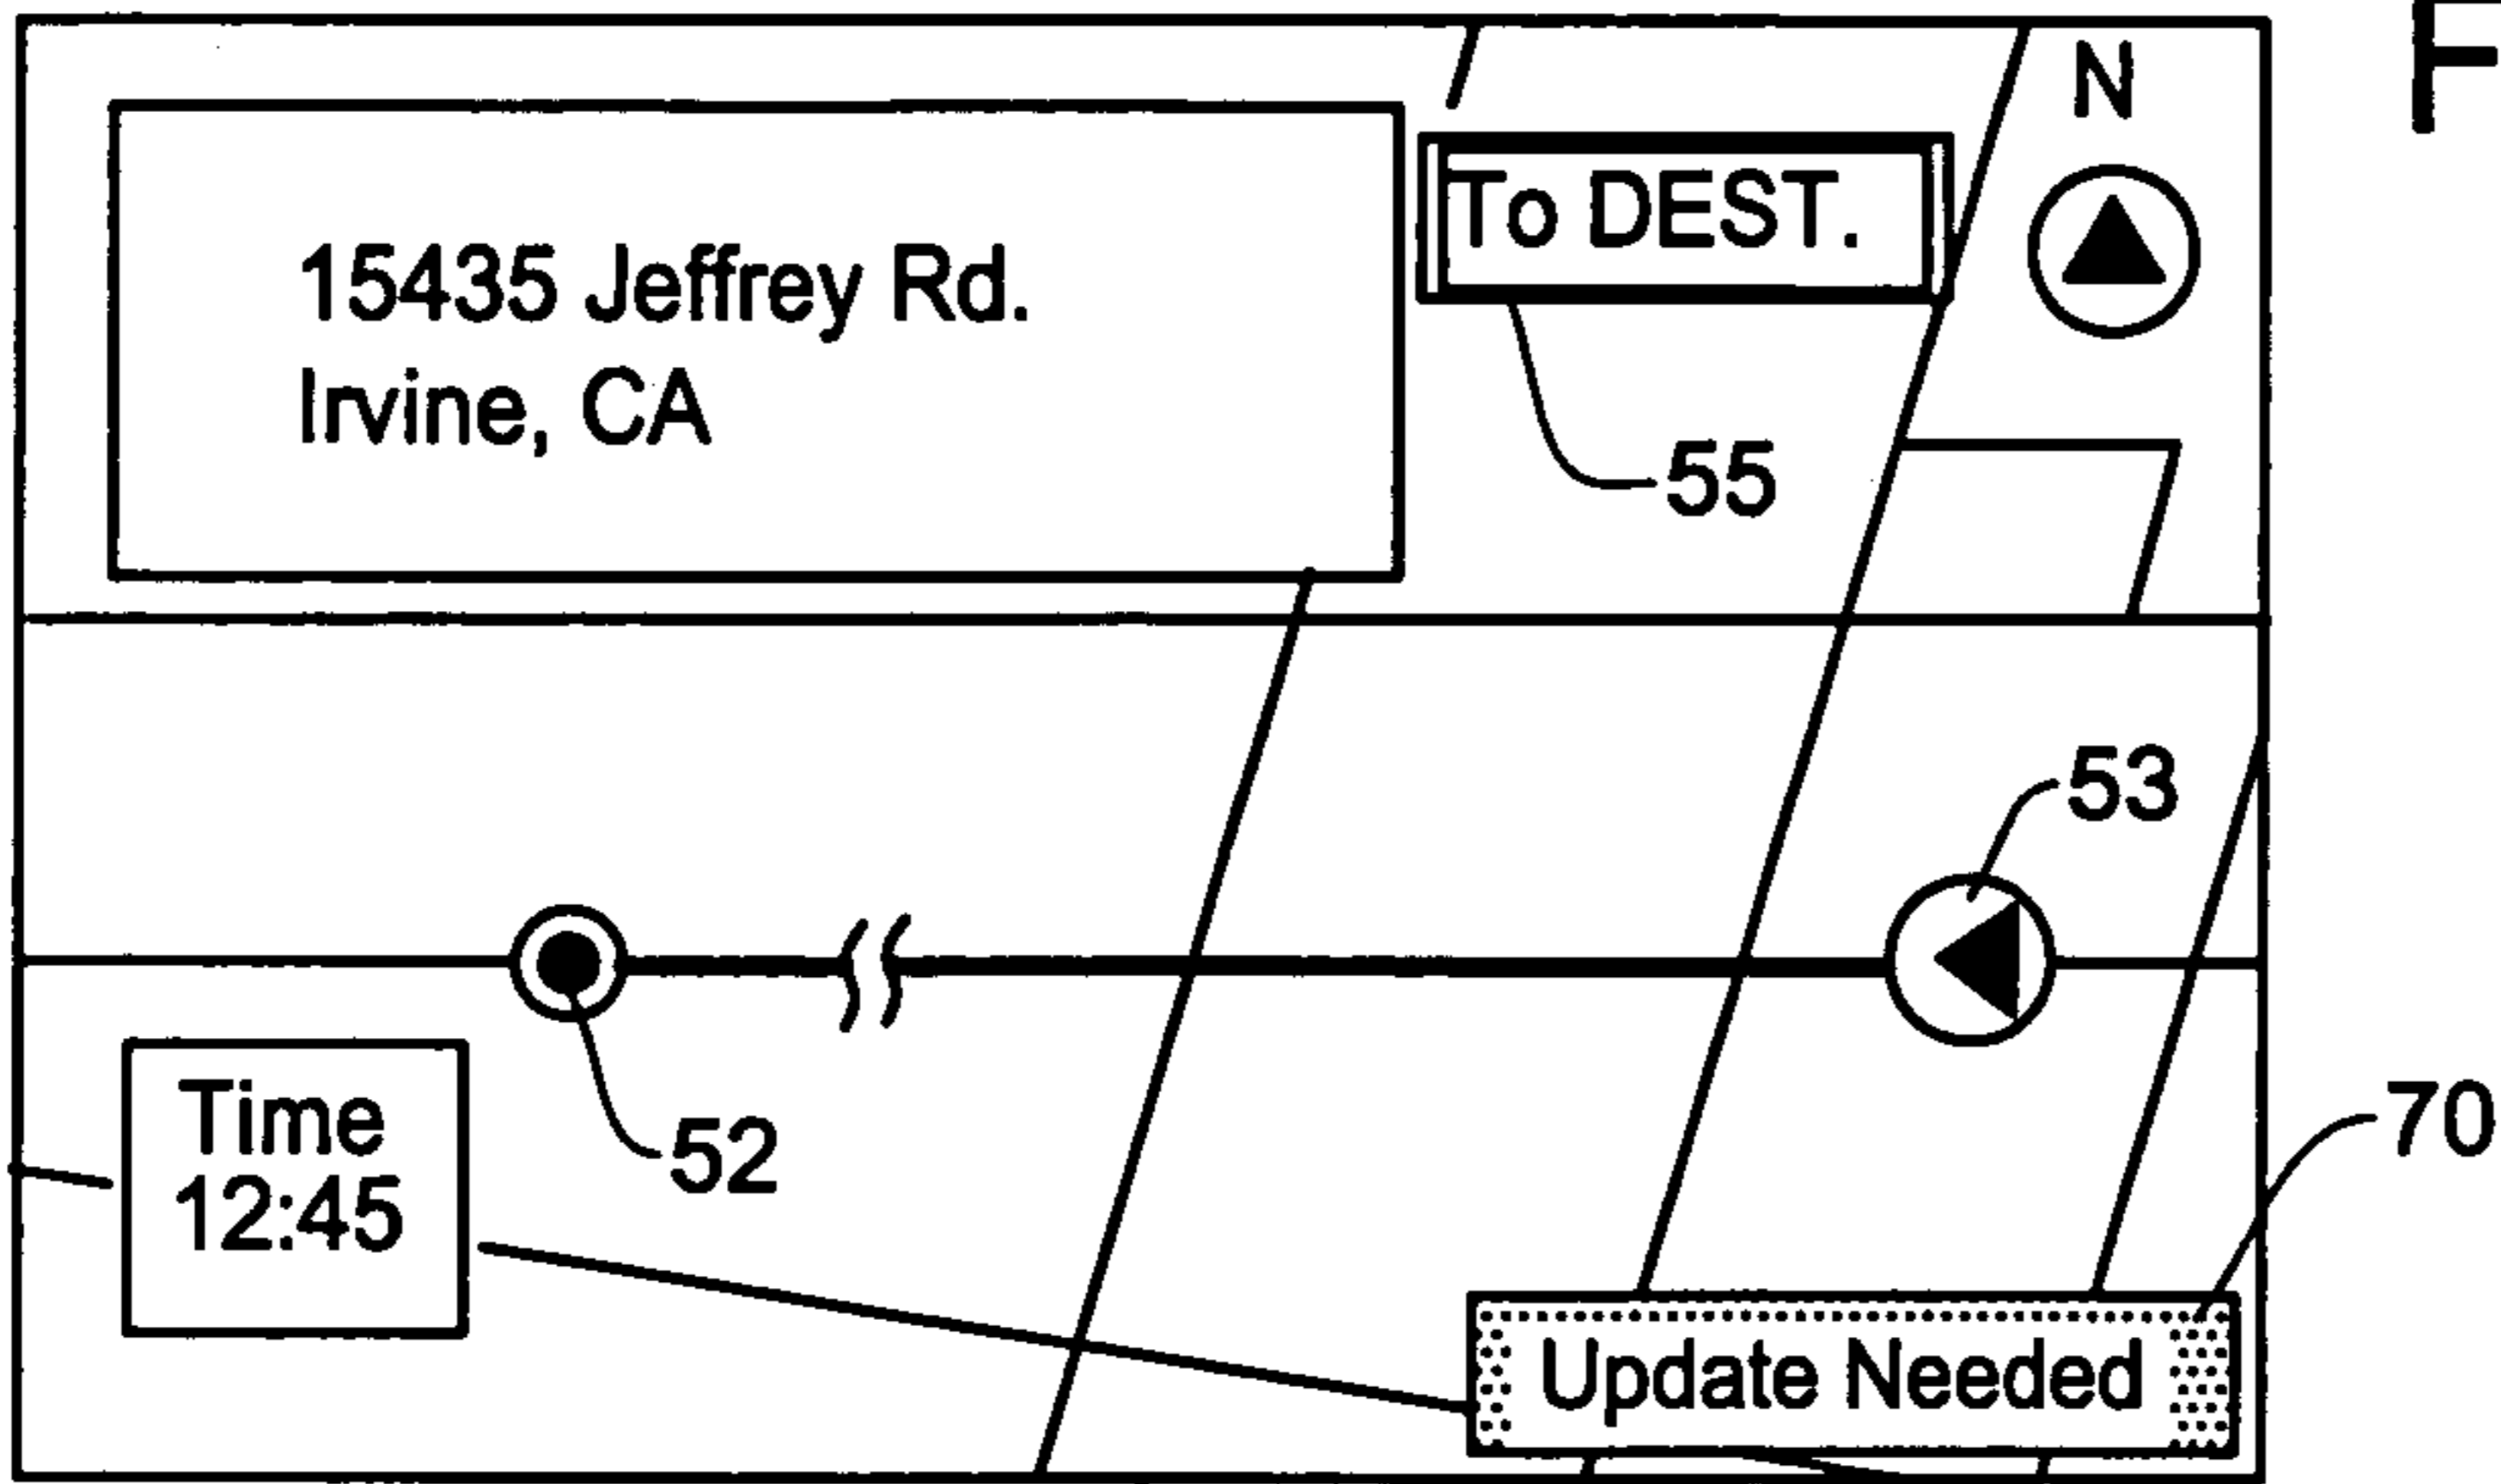 F
N
To DEST.
15435 Jeffrey Rd.
Irvine, CA
55
53
Time
12:45
52
70
Update Needed